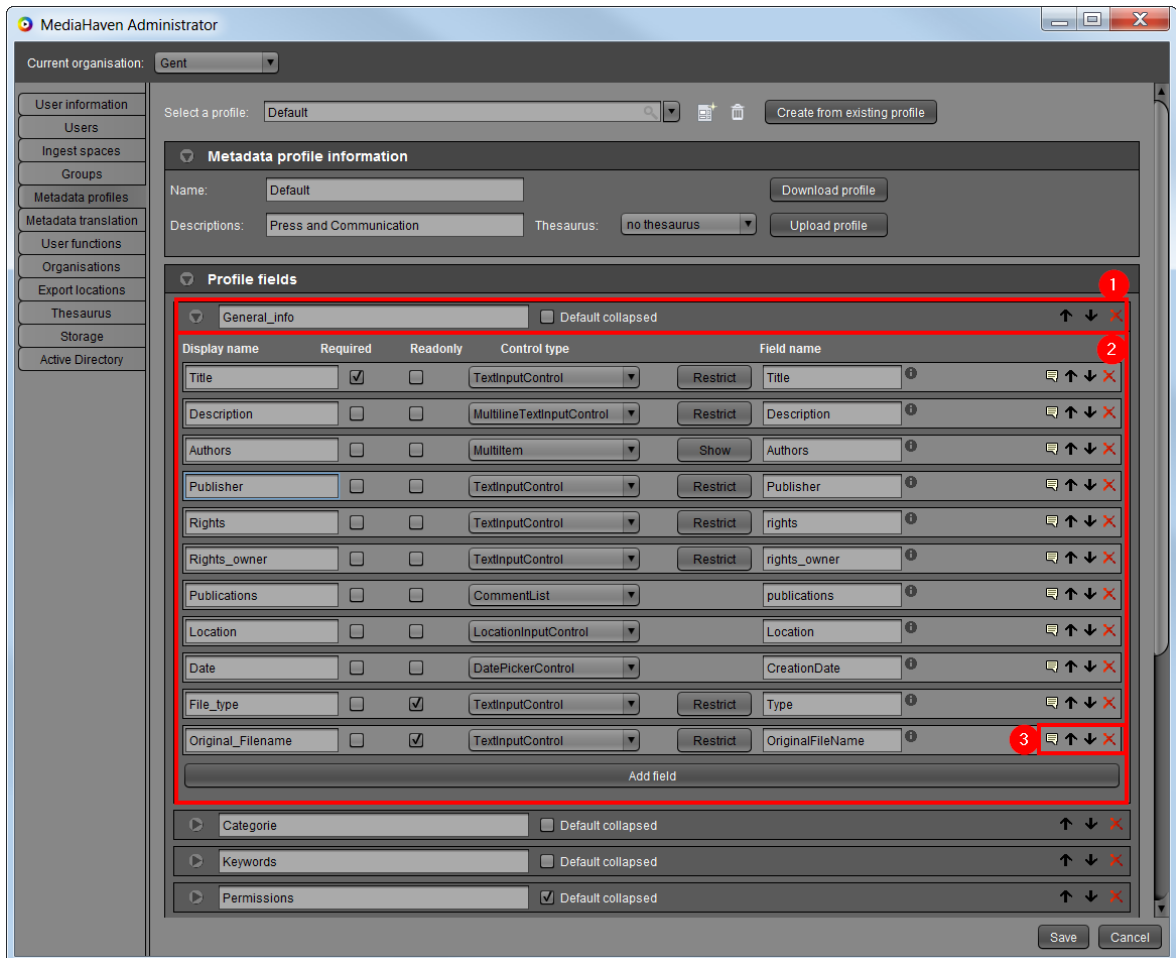 MediaHaven Administrator
Current organisation: Gent
User information
Users
Ingest spaces
Groups
Metadata profiles
Metadata translation
User functions
Organisations
Export locations
Thesaurus
Storage
Active Directory
Select a profile: Default Create from existing profile
Metadata profile information
Name: Default Download profile
Descriptions: Press and Communication Thesaurus: no thesaurus Upload profile
Profile fields
1
General_info Default collapsed
2
Display name Required Readonly Control type Field name
Title TextInputControl Restrict Title
Description MultilineTextInputControl Restrict Description
Authors MultiItem Show Authors
Publisher TextInputControl Restrict Publisher
Rights TextInputControl Restrict rights
Rights_owner TextInputControl Restrict rights_owner
Publications CommentList publications
Location LocationInputControl Location
Date DatePickerControl CreationDate
File_type TextInputControl Restrict Type
Original_Filename TextInputControl Restrict OriginalFileName 3
Add field
Categorie Default collapsed
Keywords Default collapsed
Permissions Default collapsed
Save Cancel